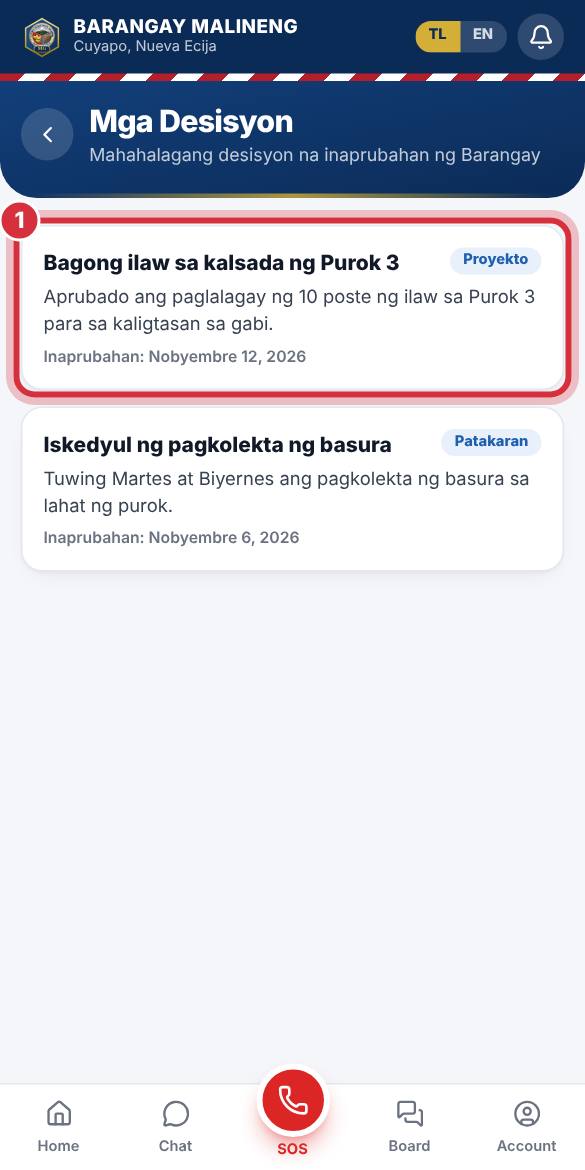 BARANGAY MALINENG
Cuyapo, Nueva Ecija
TL EN
Mga Desisyon
Mahahalagang desisyon na inaprubahan ng Barangay
1
Bagong ilaw sa kalsada ng Purok 3
Proyekto
Aprubado ang paglalagay ng 10 poste ng ilaw sa Purok 3
para sa kaligtasan sa gabi.
Inaprubahan: Nobyembre 12, 2026
Iskedyul ng pagkolekta ng basura
Patakaran
Tuwing Martes at Biyernes ang pagkolekta ng basura sa
lahat ng purok.
Inaprubahan: Nobyembre 6, 2026
Home
Chat
SOS
Board
Account